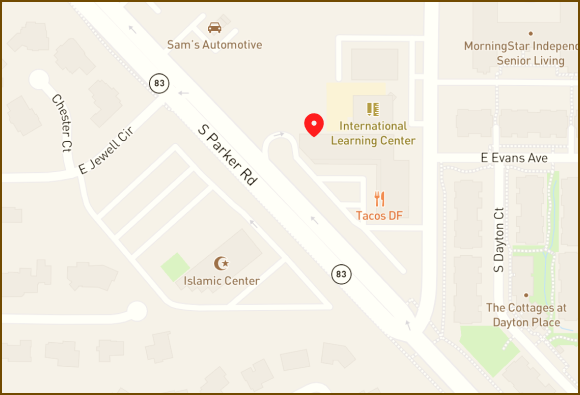 Sam's Automotive
MorningStar Independ
Senior Living
83
Chester Ct
E Jewell Cir
S Parker Rd
International
Learning Center
E Evans Ave
Tacos DF
S Dayton Ct
Islamic Center
83
The Cottages at
Dayton Place